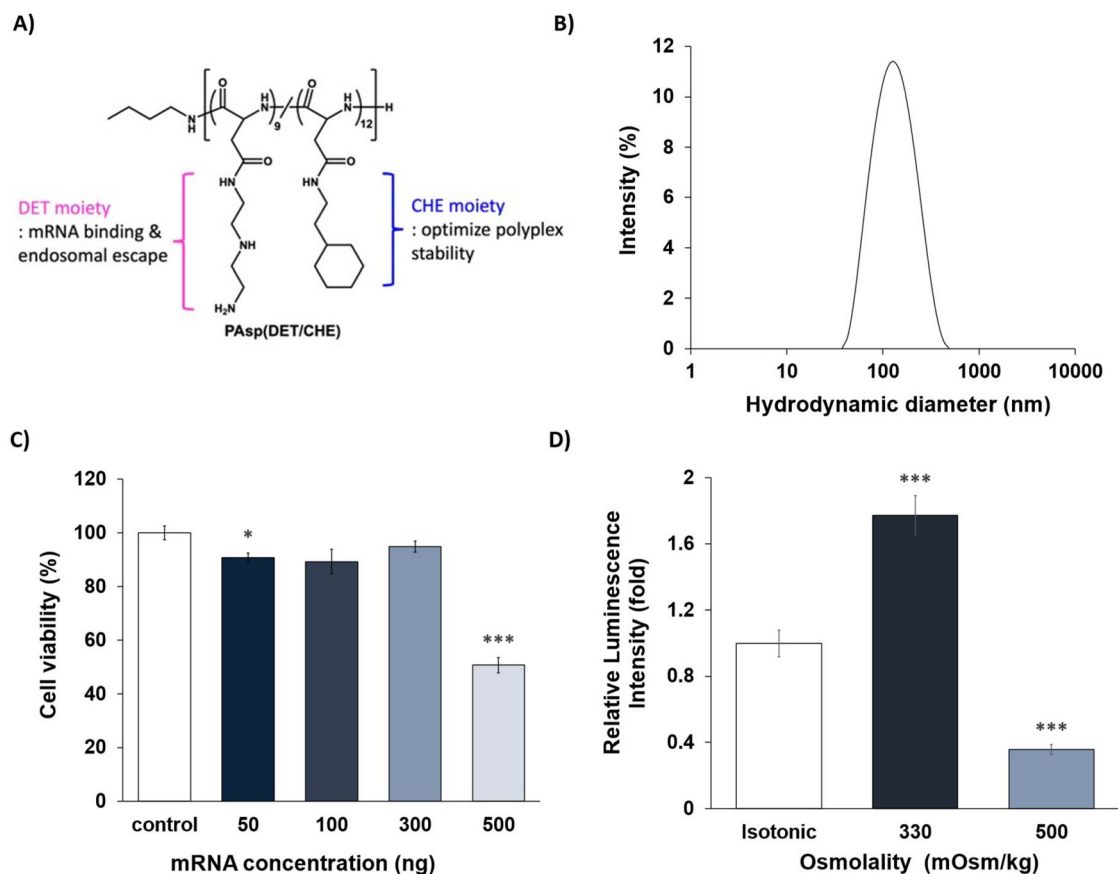 A)
O
H
N
O
H
N
H
N
H
9
12
O
O
HN
HN
NH
H₂N
DET moiety
: mRNA binding &
endosomal escape
CHE moiety
: optimize polyplex
stability
PAsp(DET/CHE)
B)
Intensity (%)
12
10
8
6
4
2
0
1 10 100 1000 10000
Hydrodynamic diameter (nm)
C)
Cell viability (%)
120
100
80
60
40
20
0
*
***
control 50 100 300 500
mRNA concentration (ng)
D)
Relative Luminescence
Intensity (fold)
2
1.6
1.2
0.8
0.4
0
***
***
Isotonic 330 500
Osmolality (mOsm/kg)